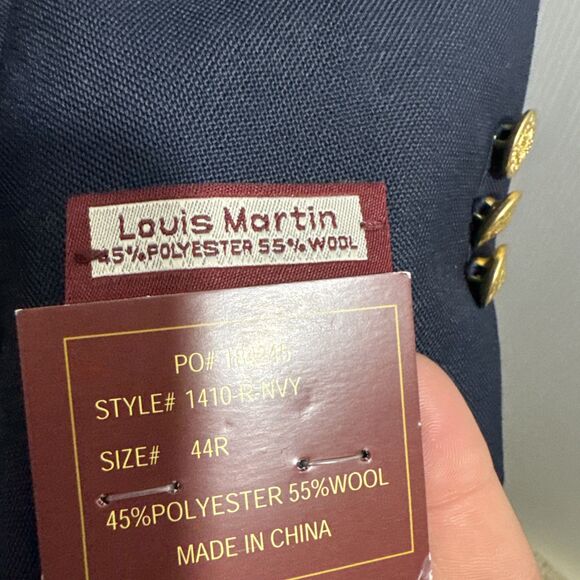 Louis Martin
45% POLYESTER 55% WOOL
PO#
STYLE# 1410-R-NVY
SIZE# 44R
45%POLYESTER 55%WOOL
MADE IN CHINA